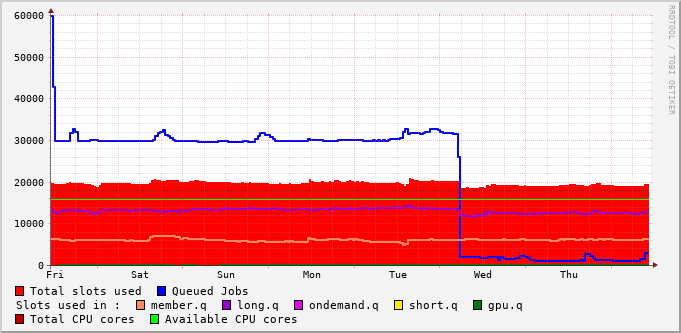 60000
50000
40000
30000
20000
10000
0
Fri Sat Sun Mon Tue Wed Thu
RRDTOOL / TOBI OETIKER
Total slots used Queued Jobs
Slots used in : member.q long.q ondemand.q short.q gpu.q
Total CPU cores Available CPU cores